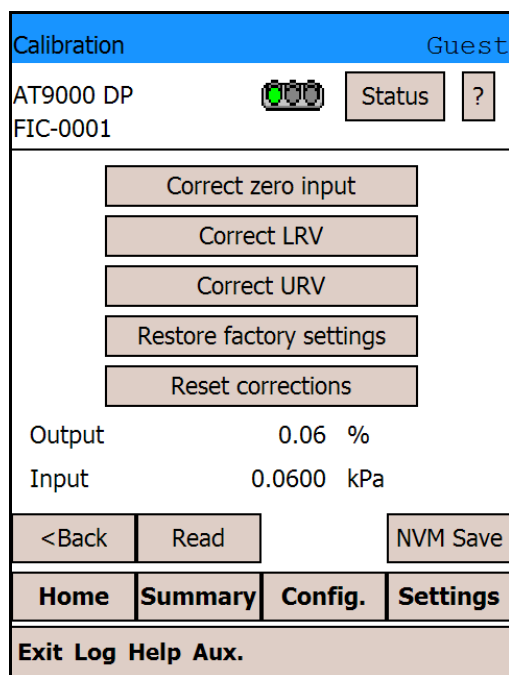 Calibration Guest
AT9000 DP Status ?
FIC-0001
Correct zero input
Correct LRV
Correct URV
Restore factory settings
Reset corrections
Output 0.06 %
Input 0.0600 kPa
<Back Read NVM Save
Home Summary Config. Settings
Exit Log Help Aux.